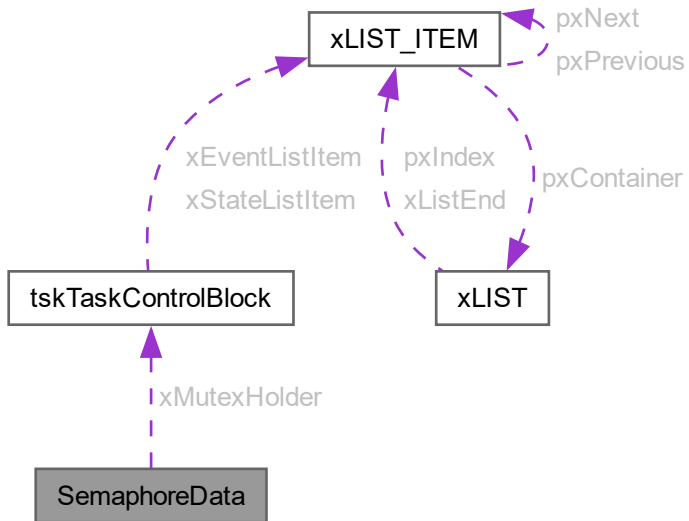 xLIST_ITEM
pxNext
pxPrevious
xEventListItem
xStateListItem
pxIndex
xListEnd
pxContainer
tskTaskControlBlock
xLIST
xMutexHolder
SemaphoreData